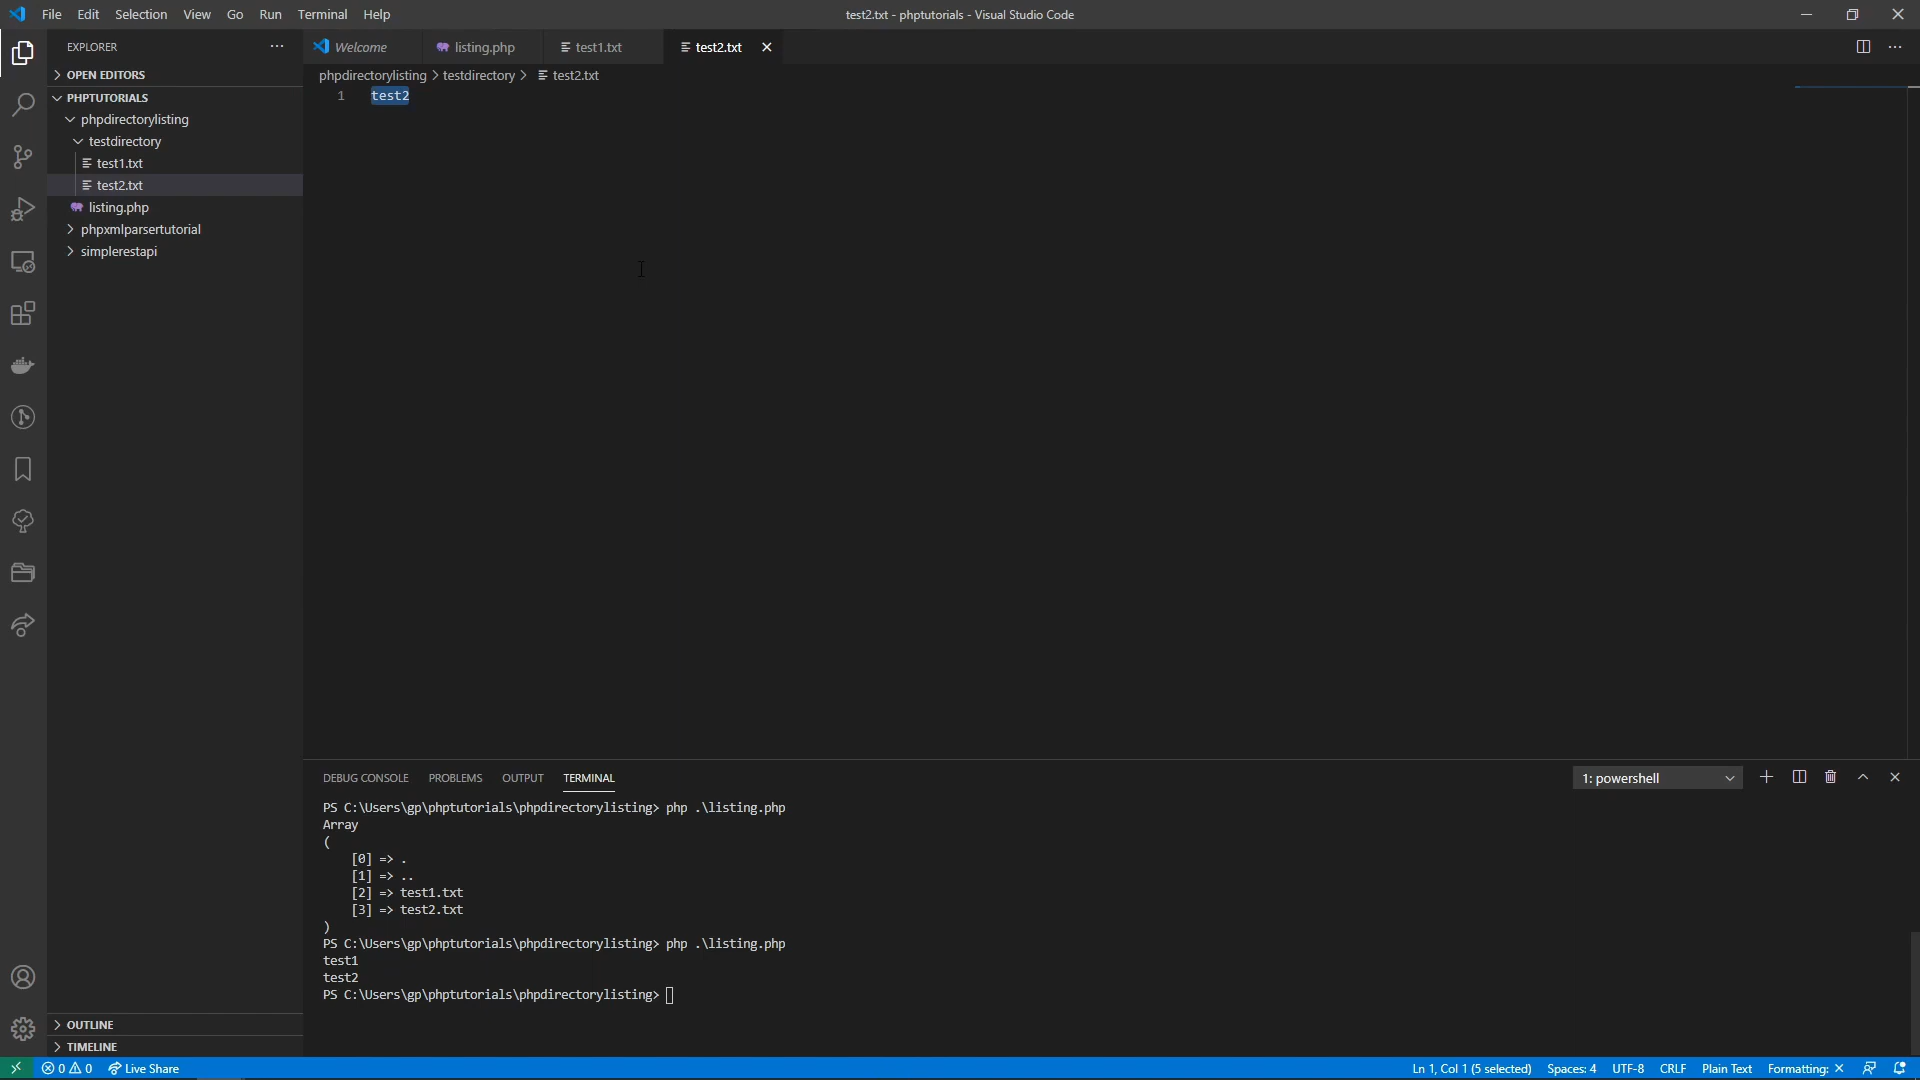 File Edit Selection View Go Run Terminal Help
test2.txt - phptutorials - Visual Studio Code
EXPLORER
OPEN EDITORS
PHPTUTORIALS
phpdirectorylisting
testdirectory
test1.txt
test2.txt
listing.php
phpxmlparsertutorial
simplerestapi
OUTLINE
TIMELINE
Welcome listing.php test1.txt test2.txt
phpdirectorylisting > testdirectory > test2.txt
1 test2
DEBUG CONSOLE PROBLEMS OUTPUT TERMINAL
1: powershell
PS C:\Users\gp\phptutorials\phpdirectorylisting> php .\listing.php
Array
(
[0] => .
[1] => ..
[2] => test1.txt
[3] => test2.txt
)
PS C:\Users\gp\phptutorials\phpdirectorylisting> php .\listing.php
test1
test2
PS C:\Users\gp\phptutorials\phpdirectorylisting>
0 0 Live Share
Ln 1, Col 1 (5 selected) Spaces: 4 UTF-8 CRLF Plain Text Formatting: ×